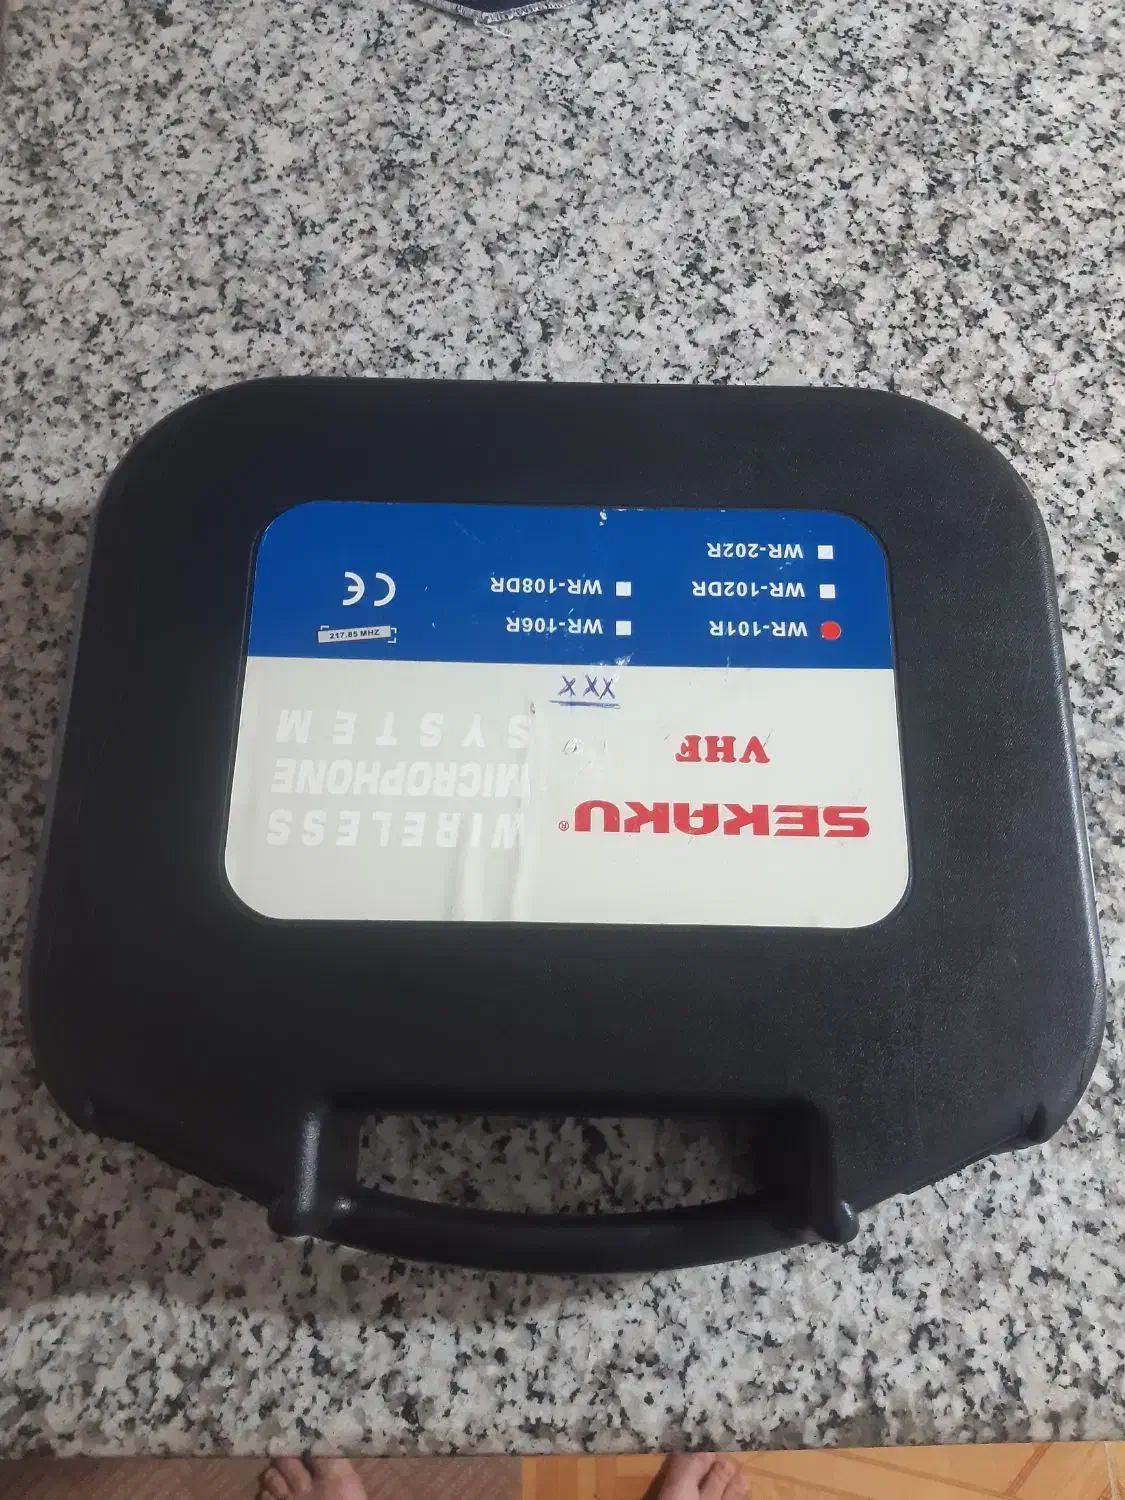 SEKAKU®
VHF
WIRELESS
MICROPHONE
SYSTEM
XXX
WR-101R
WR-106R
217.85 MHZ
WR-102DR
WR-108DR
CE
WR-202R